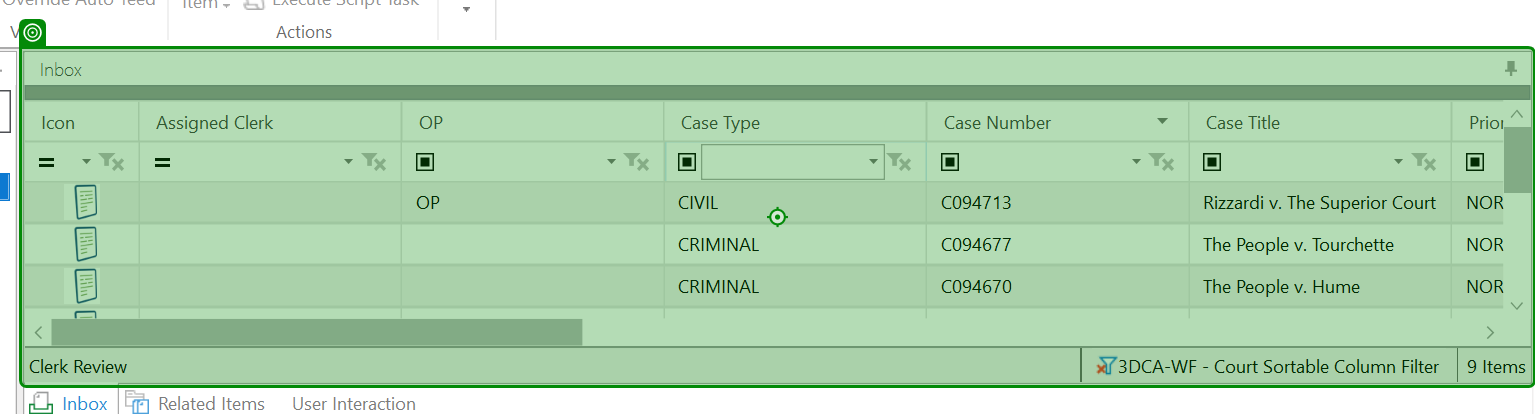 Override Auto Feed
Item
Execute Script Task
Actions
Inbox
Icon Assigned Clerk OP Case Type Case Number Case Title Prior
OP CIVIL C094713 Rizzardi v. The Superior Court NOR
CRIMINAL C094677 The People v. Tourchette NOR
CRIMINAL C094670 The People v. Hume NOR
Clerk Review 3DCA-WF - Court Sortable Column Filter 9 Items
Inbox Related Items User Interaction